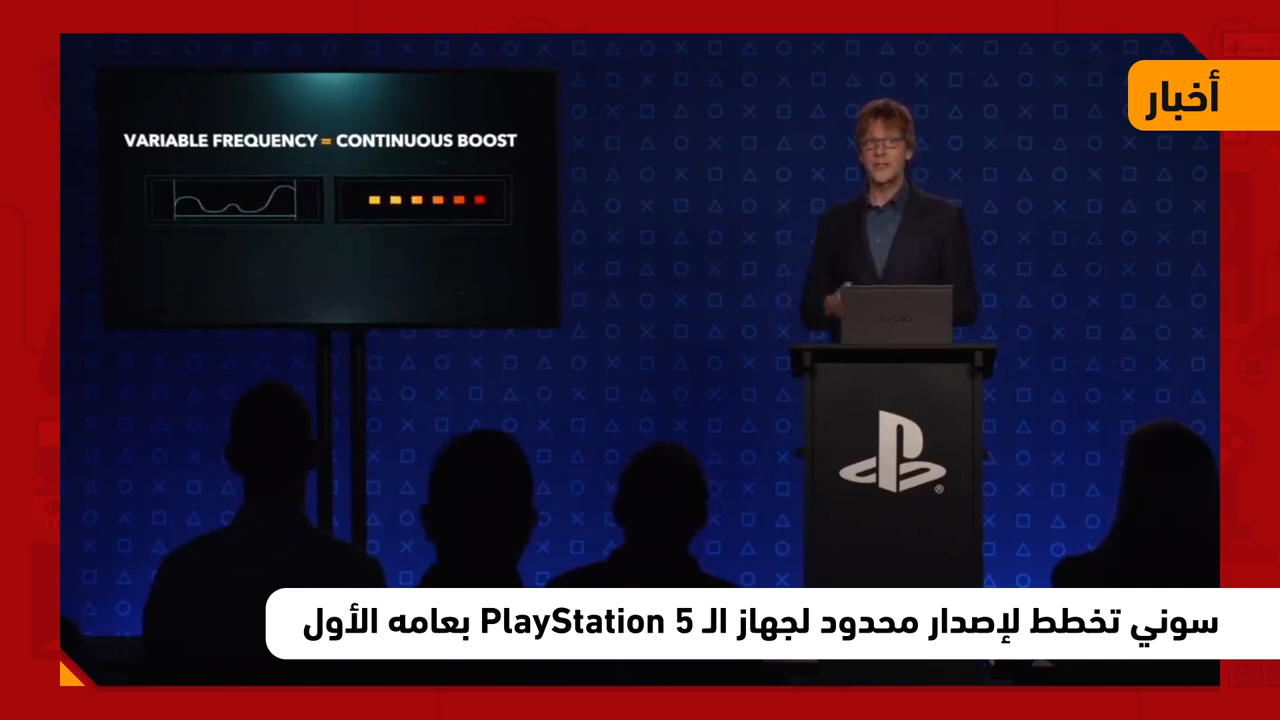 أخبار
VARIABLE FREQUENCY = CONTINUOUS BOOST
سوني تخطط لإصدار محدود لجهاز الـ PlayStation 5 بعامه الأول